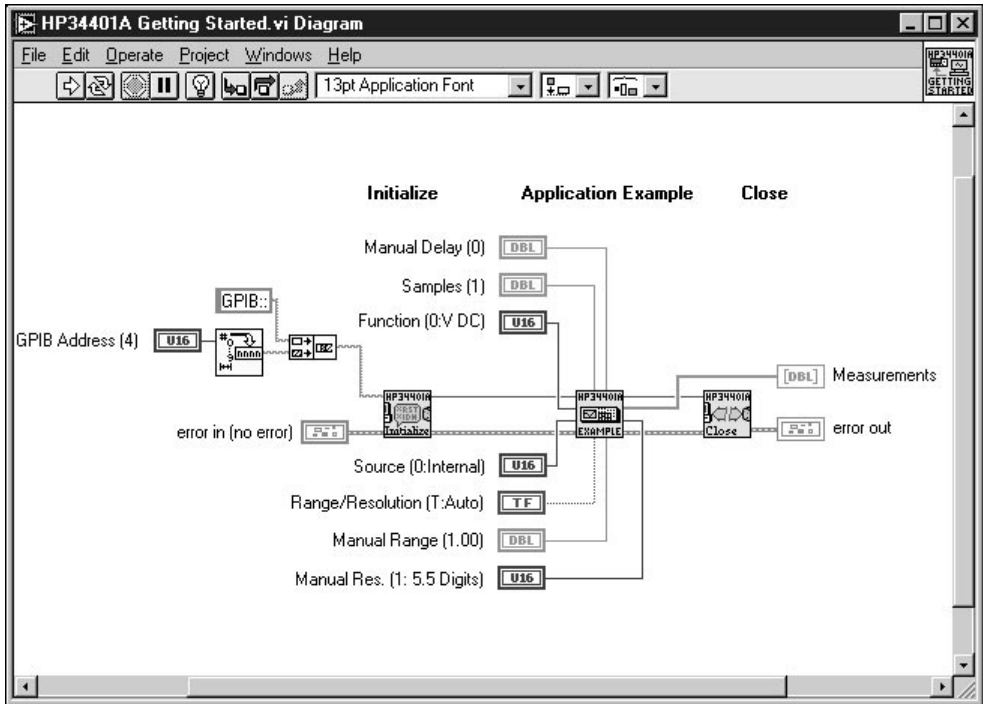 HP34401A Getting Started.vi Diagram
File Edit Operate Project Windows Help
13pt Application Font
HP34401A
GETTING
STARTED
Initialize Application Example Close
Manual Delay (0) DBL
Samples (1) DBL
GPIB::
Function (0:V DC) U16
GPIB Address (4) U16
[DBL] Measurements
HP34401A
Initialize
HP34401A
EXAMPLE
HP34401A
Close
error in (no error)
error out
Source (0:Internal) U16
Range/Resolution (T:Auto) TF
Manual Range (1.00) DBL
Manual Res. (1: 5.5 Digits) U16